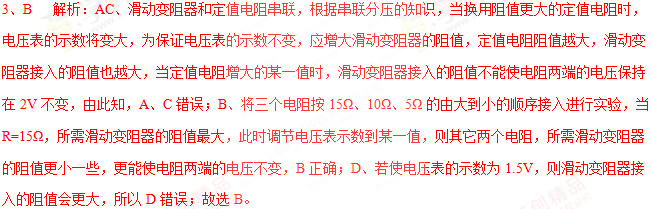 3、B 解析：AC、滑动变阻器和定值电阻串联，根据串联分压的知识，当换用阻值更大的定值电阻时，
电压表的示数将变大，为保证电压表的示数不变，应增大滑动变阻器的阻值，定值电阻阻值越大，滑动变
阻器接入的阻值也越大，当定值电阻增大的某一值时，滑动变阻器接入的阻值不能使电阻两端的电压保持
在 2V 不变，由此知，A、C 错误；B、将三个电阻按 15Ω、10Ω、5Ω 的由大到小的顺序接入进行实验，当
R=15Ω，所需滑动变阻器的阻值最大，此时调节电压表示数到某一值，则其它两个电阻，所需滑动变阻器
的阻值更小一些，更能使电阻两端的电压不变，B 正确；D、若使电压表的示数为 1.5V，则滑动变阻器接
入的阻值会更大，所以 D 错误；故选 B。